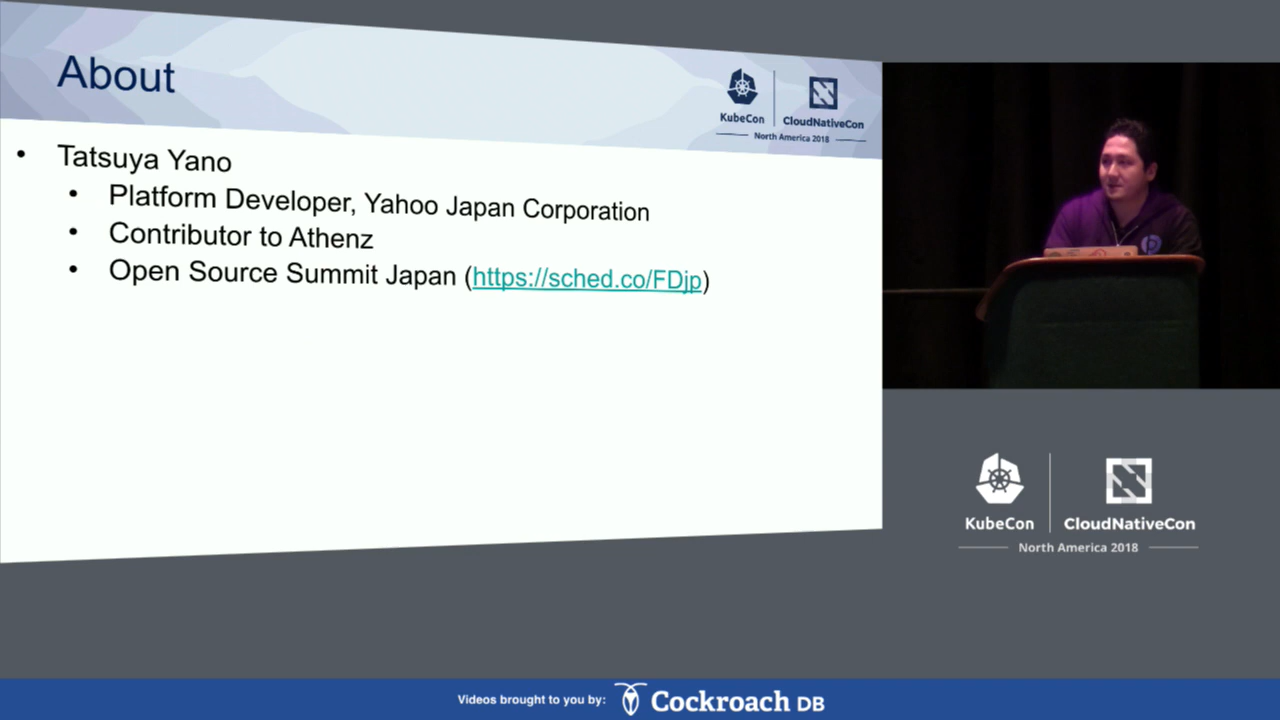 About
KubeCon
CloudNativeCon
North America 2018
• Tatsuya Yano
• Platform Developer, Yahoo Japan Corporation
• Contributor to Athenz
• Open Source Summit Japan (https://sched.co/FDjp)
KubeCon
CloudNativeCon
North America 2018
Videos brought to you by: Cockroach DB